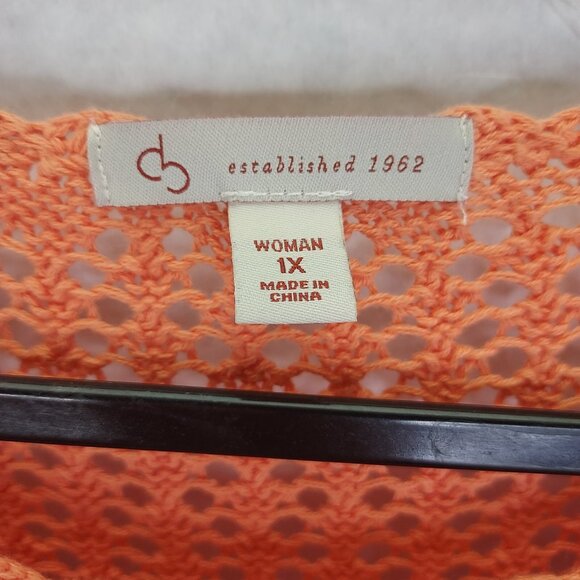 cb established 1962
WOMAN
1X
MADE IN
CHINA